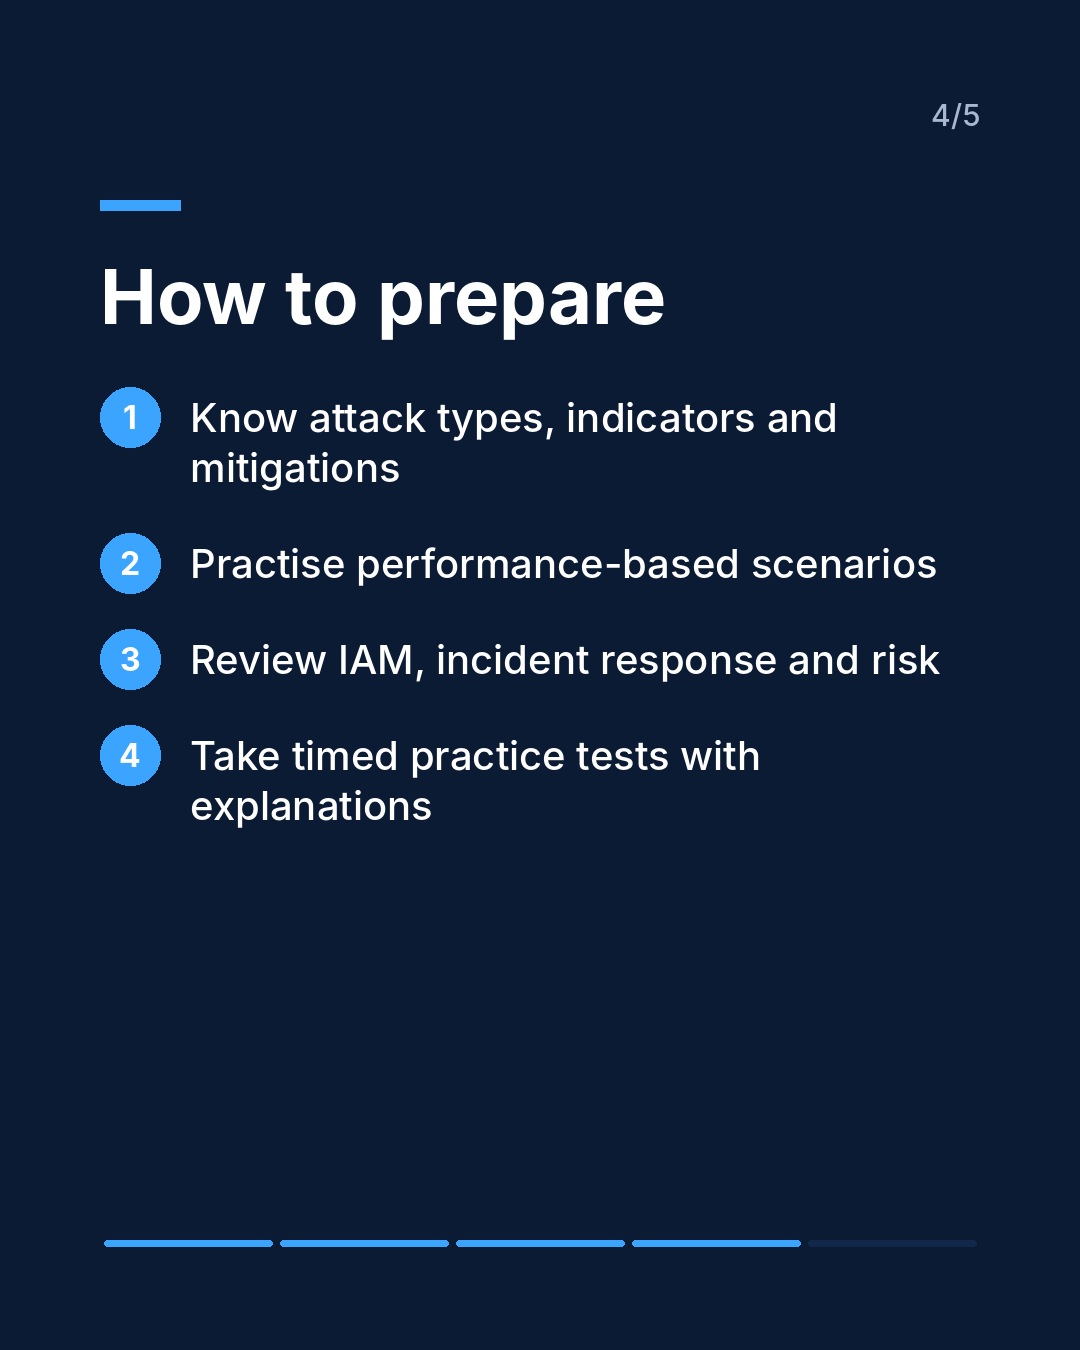 4/5
How to prepare
1 Know attack types, indicators and
mitigations
2 Practise performance-based scenarios
3 Review IAM, incident response and risk
4 Take timed practice tests with
explanations